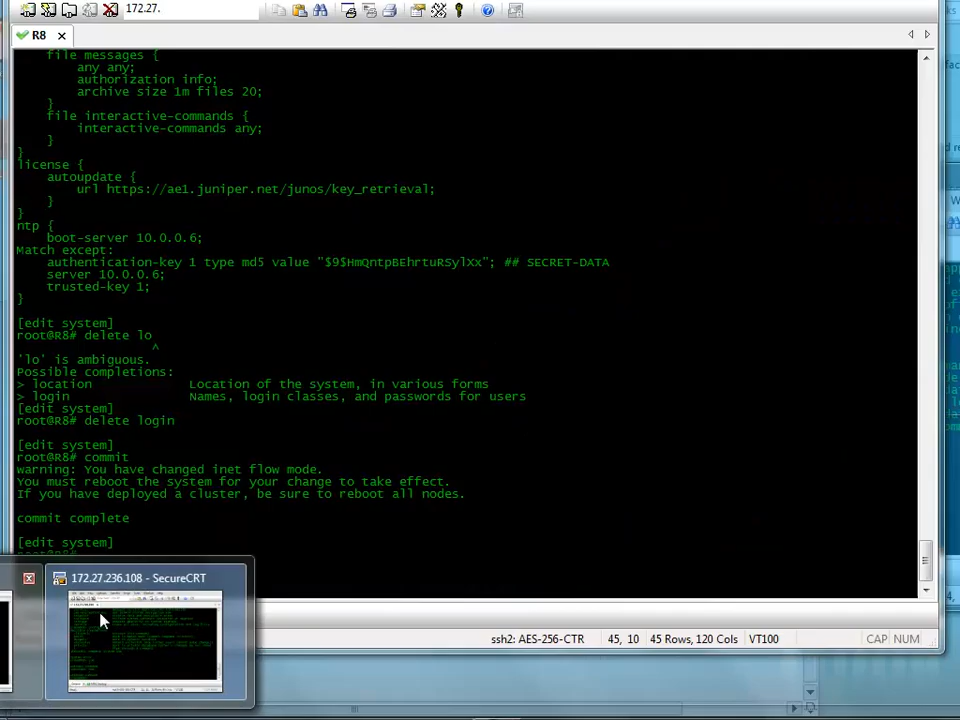 172.27.
R8
file messages {
any any;
authorization info;
archive size 1m files 20;
}
file interactive-commands {
interactive-commands any;
}
}
license {
autoupdate {
url https://ae1.juniper.net/junos/key_retrieval;
}
}
ntp {
boot-server 10.0.0.6;
Match except:
authentication-key 1 type md5 value "$9$HmQntpBEhrtuRSylXx"; ## SECRET-DATA
server 10.0.0.6;
trusted-key 1;
}
[edit system]
root@R8# delete lo
^
'lo' is ambiguous.
Possible completions:
> location Location of the system, in various forms
> login Names, login classes, and passwords for users
[edit system]
root@R8# delete login
[edit system]
root@R8# commit
warning: You have changed inet flow mode.
You must reboot the system for your change to take effect.
If you have deployed a cluster, be sure to reboot all nodes.
commit complete
[edit system]
172.27.236.108 - SecureCRT
ssh2: AES-256-CTR 45, 10 45 Rows, 120 Cols VT100 CAP NUM